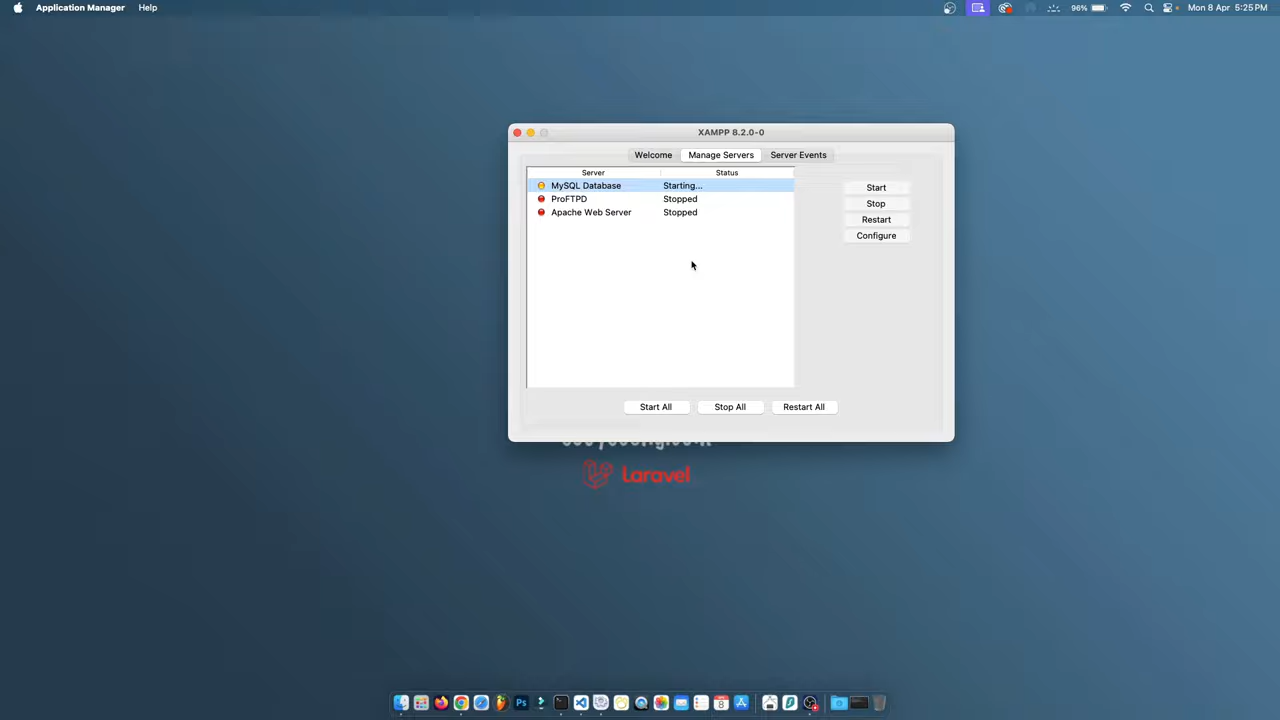 Application Manager Help 96% Mon 8 Apr 5:25 PM
XAMPP 8.2.0-0
Welcome Manage Servers Server Events
Server Status
MySQL Database Starting...
ProFTPD Stopped
Apache Web Server Stopped
Start
Stop
Restart
Configure
Start All Stop All Restart All
Laravel
Ps
8